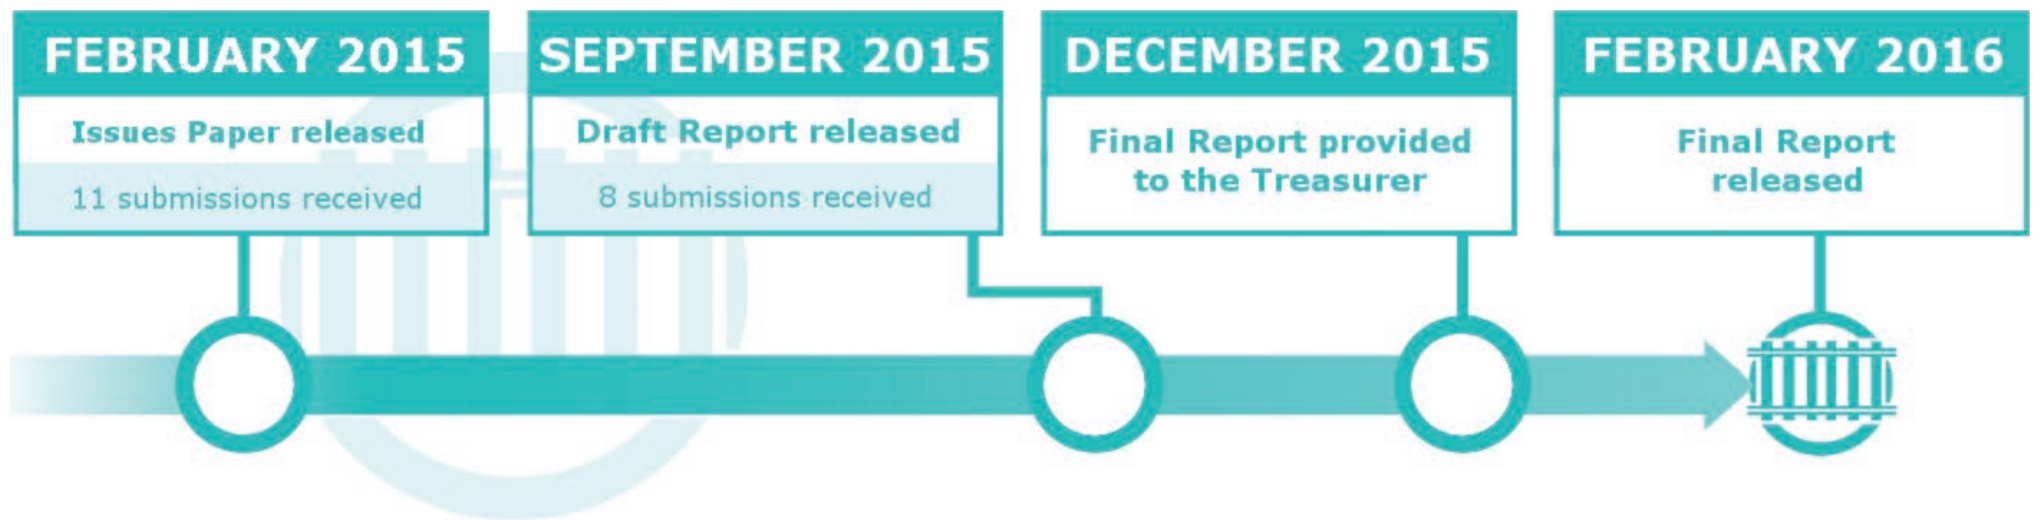 FEBRUARY 2015
Issues Paper released
11 submissions received
SEPTEMBER 2015
Draft Report released
8 submissions received
DECEMBER 2015
Final Report provided
to the Treasurer
FEBRUARY 2016
Final Report
released